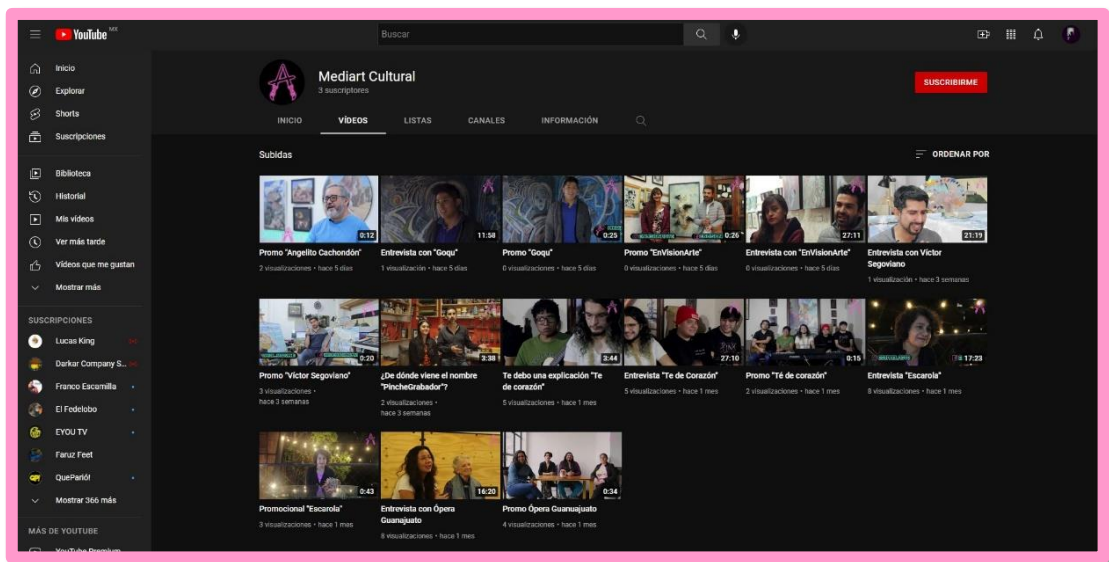 YouTube MX
Buscar
Inicio
Explorar
Shorts
Suscripciones
Biblioteca
Historial
Mis vídeos
Ver más tarde
Vídeos que me gustan
Mostrar más
SUSCRIPCIONES
Lucas King
Darkar Company S...
Franco Escamilla
El Fedelobo
EYOU TV
Faruz Feet
QueParió!
Mostrar 366 más
MÁS DE YOUTUBE
YouTube Premium
Mediart Cultural
3 suscriptores
SUSCRIBIRME
INICIO VÍDEOS LISTAS CANALES INFORMACIÓN
Subidas
ORDENAR POR
0:12
Promo "Angelito Cachondón"
2 visualizaciones • hace 5 días
11:58
Entrevista con "Goqu"
1 visualización • hace 5 días
0:25
Promo "Goqu"
0 visualizaciones • hace 5 días
0:26
Promo "EnVisionArte"
0 visualizaciones • hace 5 días
27:11
Entrevista con "EnVisionArte"
0 visualizaciones • hace 5 días
21:19
Entrevista con Víctor
Segoviano
1 visualización • hace 3 semanas
0:20
Promo "Víctor Segoviano"
3 visualizaciones •
hace 3 semanas
3:38
¿De dónde viene el nombre
"PincheGrabador"?
2 visualizaciones •
hace 3 semanas
3:44
Te debo una explicación "Te
de corazón"
5 visualizaciones • hace 1 mes
27:10
Entrevista "Te de corazón"
5 visualizaciones • hace 1 mes
0:15
Promo "Té de corazón"
2 visualizaciones • hace 1 mes
17:23
Entrevista "Escarola"
8 visualizaciones • hace 1 mes
0:43
Promocional "Escarola"
3 visualizaciones • hace 1 mes
16:20
Entrevista con Ópera
Guanajuato
8 visualizaciones • hace 1 mes
0:34
Promo Ópera Guanuajuato
4 visualizaciones • hace 1 mes